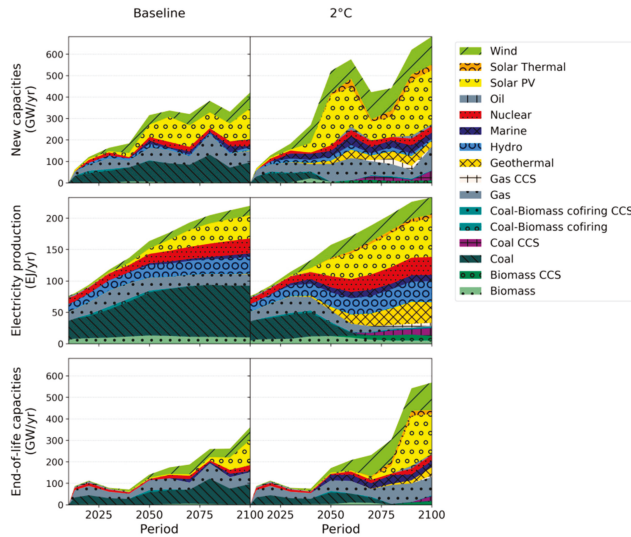 Baseline
2°C
New capacities
(GW/yr)
600
500
400
300
200
100
0
Electricity production
(EJ/yr)
200
150
100
50
0
End-of-life capacities
(GW/yr)
600
500
400
300
200
100
0
2025
2050
2075
2100
2025
2050
2075
2100
Period
Period
Wind
Solar Thermal
Solar PV
Oil
Nuclear
Marine
Hydro
Geothermal
Gas CCS
Gas
Coal-Biomass cofiring CCS
Coal-Biomass cofiring
Coal CCS
Coal
Biomass CCS
Biomass